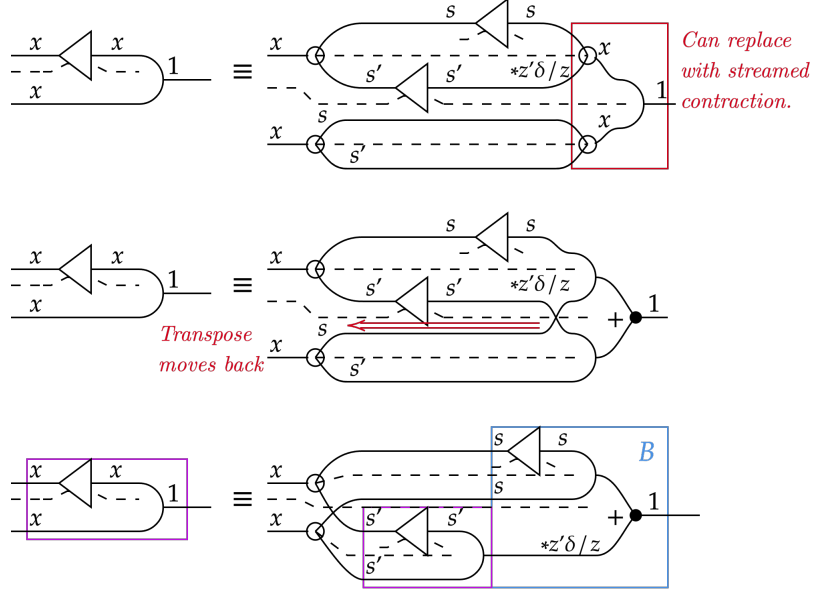 s s
x x x x Can replace
1 ≡ s′ s′ *z′δ/z with streamed
x s 1 contraction.
x s′ x
s s
x x x
1 ≡ s′ s′ *z′δ/z
x + 1
Transpose s
moves back x s′
s s B
x x x
s
1 ≡ 1
x x s′ s′ +
s′ *z′δ/z